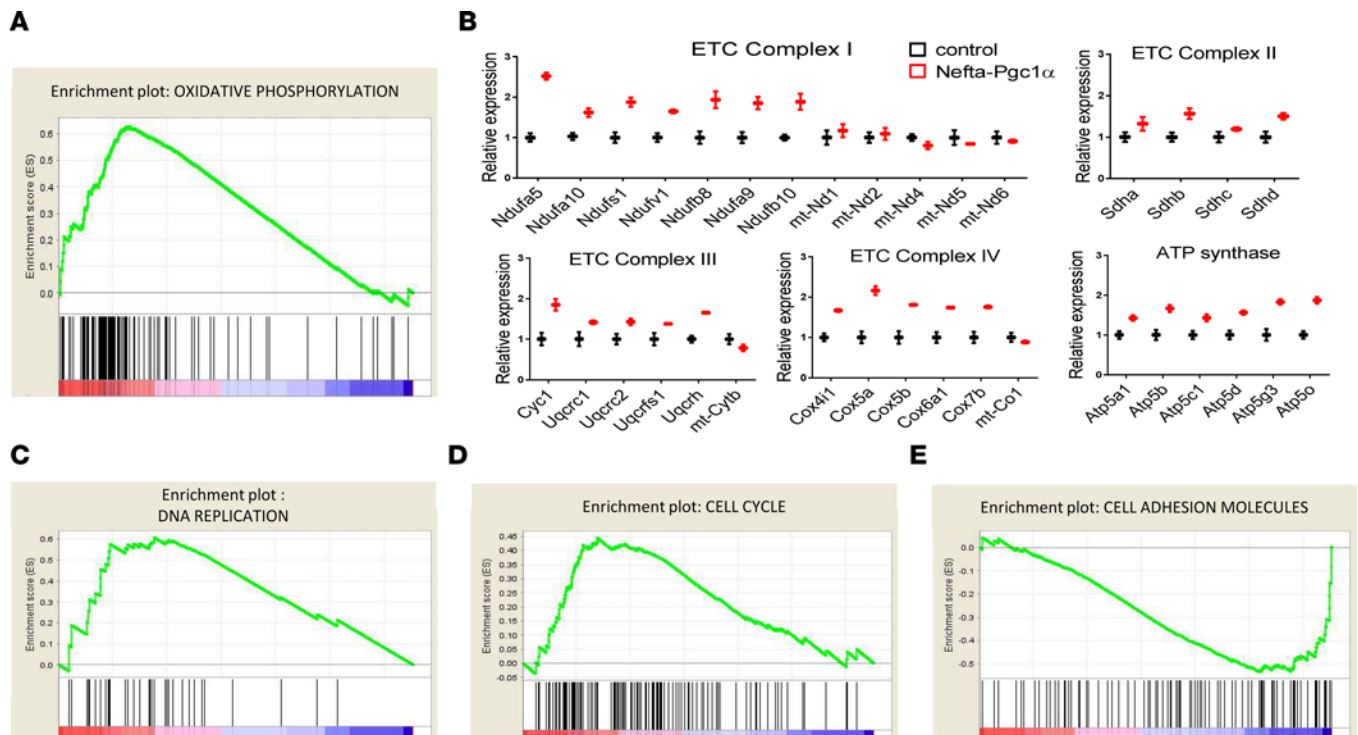 A
Enrichment plot: OXIDATIVE PHOSPHORYLATION
Enrichment score (ES)
0.6
0.5
0.4
0.3
0.2
0.1
0.0
B
ETC Complex I
control
Nefta-Pgc1α
Relative expression
3
2
1
0
Ndufa5
Ndufa10
Ndufs1
Ndufv1
Ndufb8
Ndufa9
Ndufb10
mt-Nd1
mt-Nd2
mt-Nd4
mt-Nd5
mt-Nd6
ETC Complex II
Relative expression
3
2
1
0
Sdha
Sdhb
Sdhc
Sdhd
ETC Complex III
Relative expression
3
2
1
0
Cyc1
Uqcrc1
Uqcrc2
Uqcrfs1
Uqcrh
mt-Cytb
ETC Complex IV
Relative expression
3
2
1
0
Cox4i1
Cox5a
Cox5b
Cox6a1
Cox7b
mt-Co1
ATP synthase
Relative expression
3
2
1
0
Atp5a1
Atp5b
Atp5c1
Atp5d
Atp5g3
Atp5o
C
Enrichment plot :
DNA REPLICATION
Enrichment score (ES)
0.6
0.5
0.4
0.3
0.2
0.1
0.0
D
Enrichment plot: CELL CYCLE
Enrichment score (ES)
0.45
0.40
0.35
0.30
0.25
0.20
0.15
0.10
0.05
0.00
-0.05
E
Enrichment plot: CELL ADHESION MOLECULES
Enrichment score (ES)
0.0
-0.1
-0.2
-0.3
-0.4
-0.5